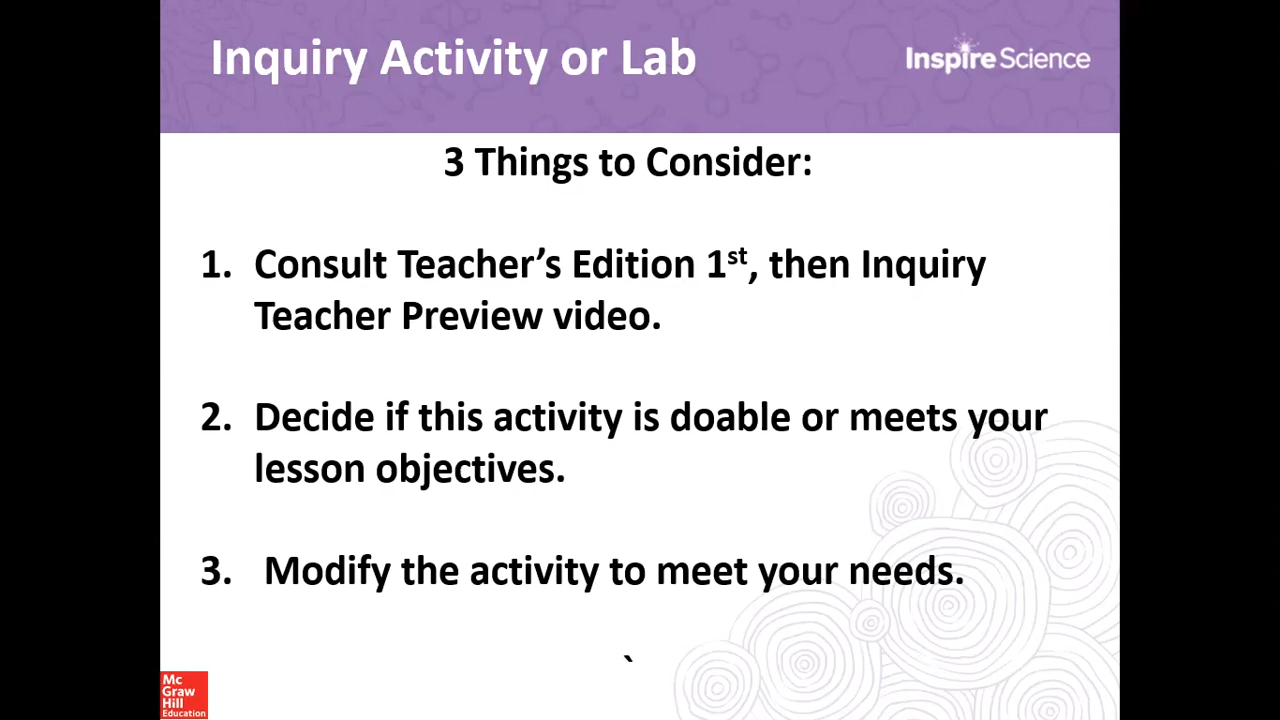 Inquiry Activity or Lab
Inspire Science
3 Things to Consider:
1. Consult Teacher’s Edition 1st, then Inquiry
Teacher Preview video.
2. Decide if this activity is doable or meets your
lesson objectives.
3. Modify the activity to meet your needs.
`
Mc
Graw
Hill
Education